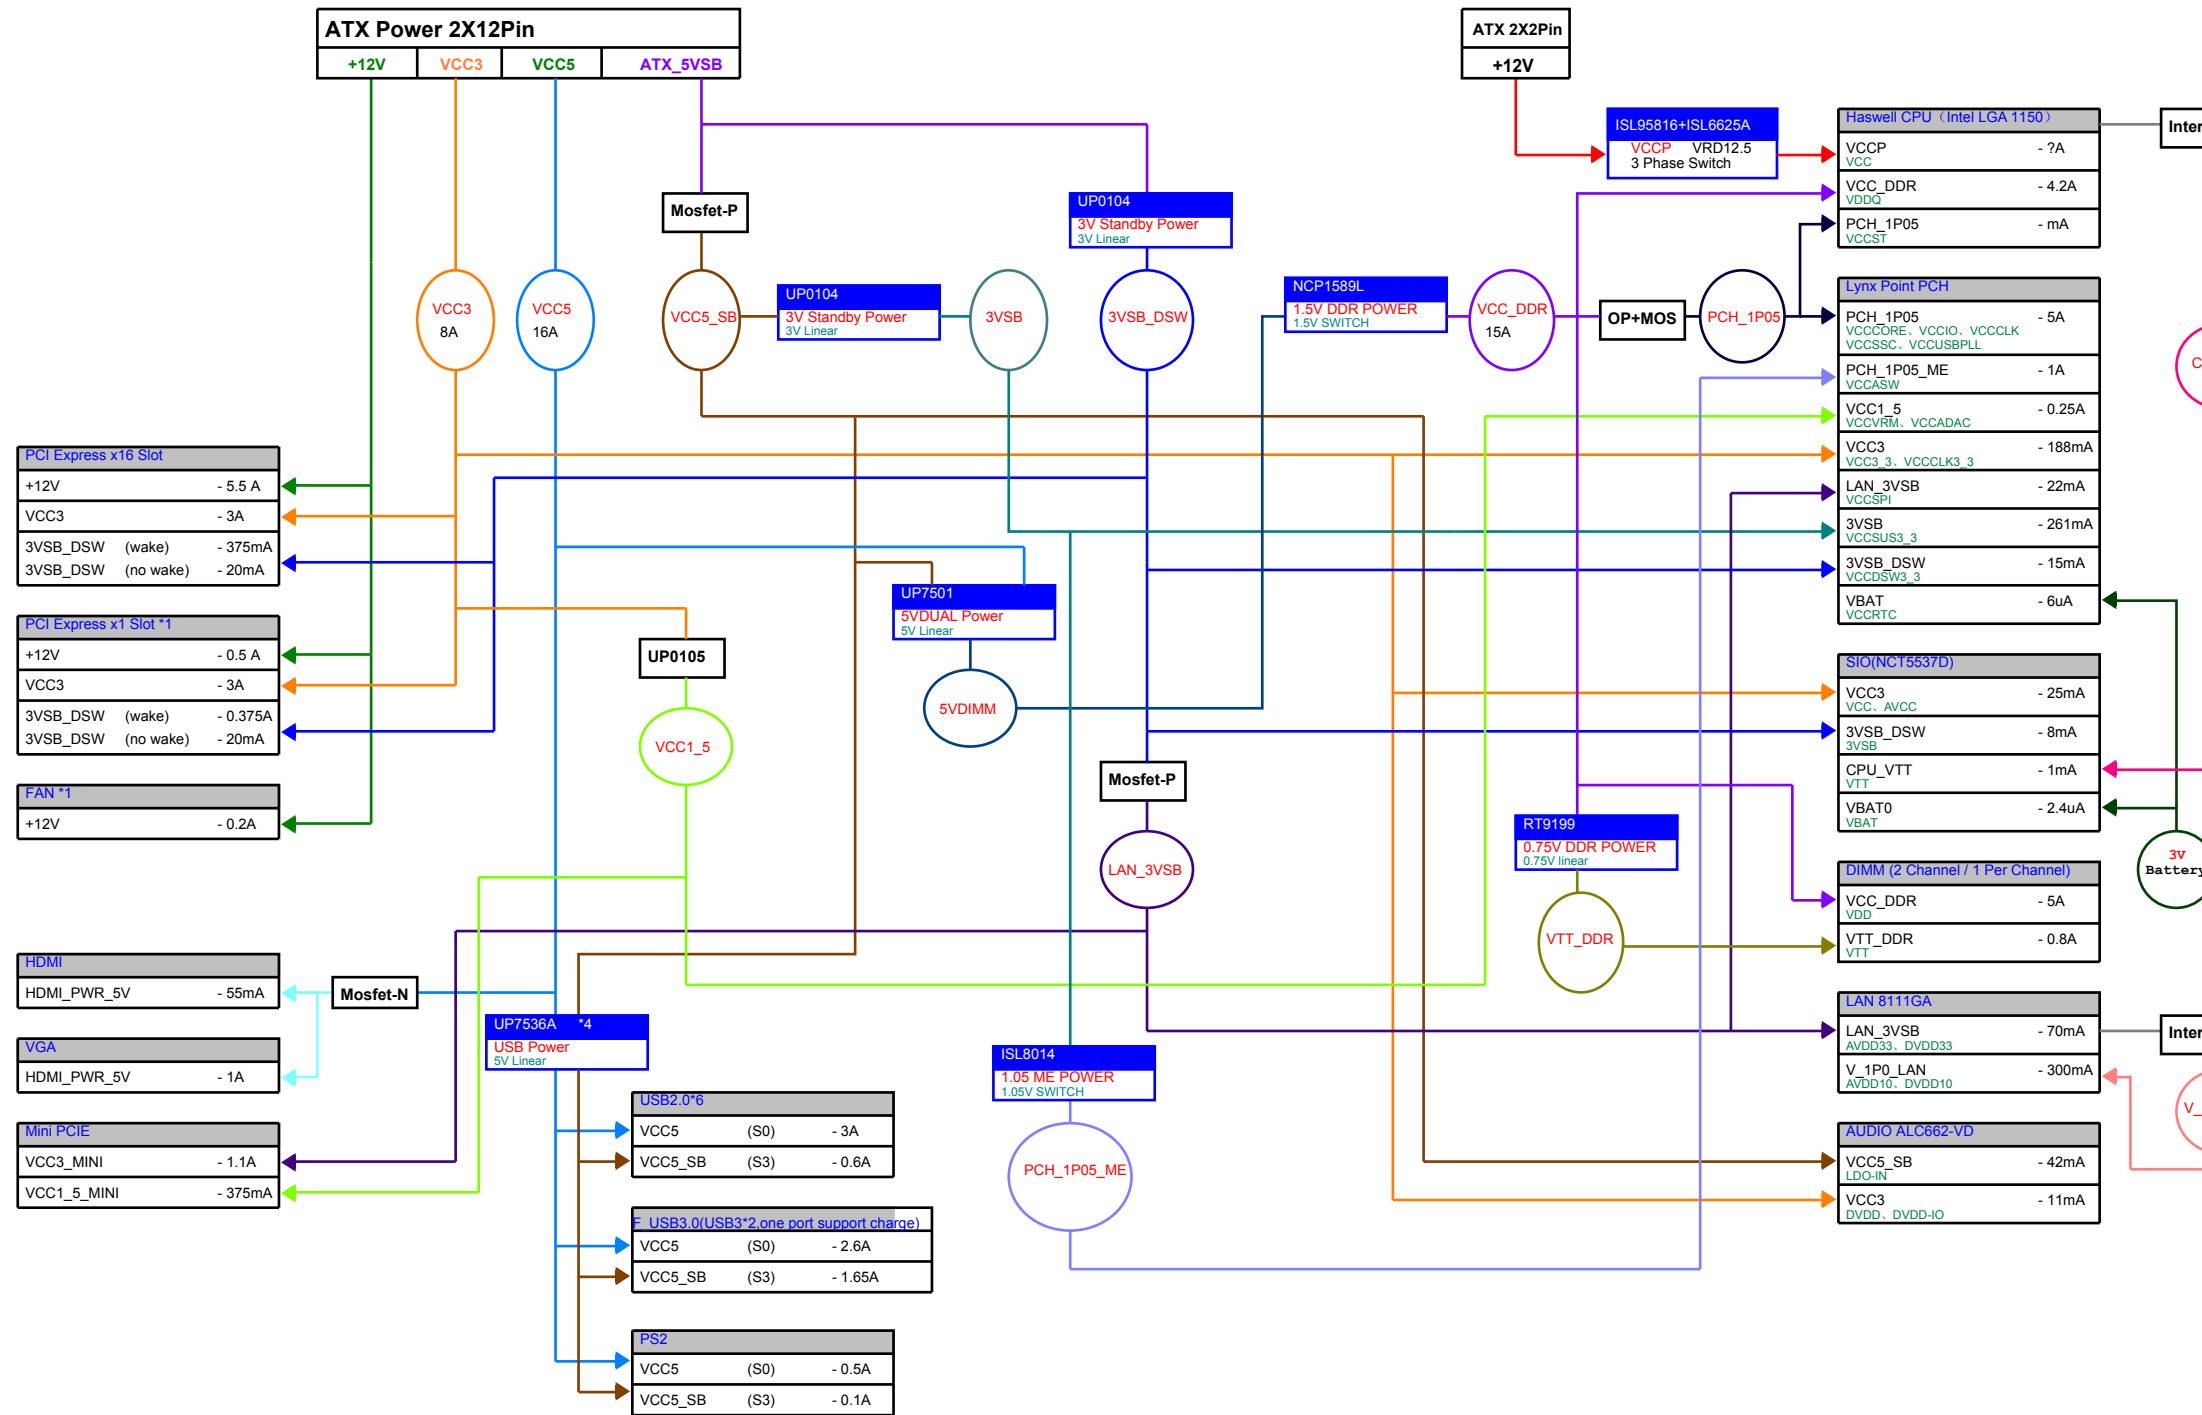 ATX Power 2X12Pin
+12V VCC3 VCC5 ATX_5VSB
ATX 2X2Pin
+12V
ISL95816+ISL6625A
VCCP VRD12.5
3 Phase Switch
Haswell CPU（Intel LGA 1150）
VCCP - ?A
VCC
VCC_DDR - 4.2A
VDDQ
PCH_1P05 - mA
VCCST
Inter
Mosfet-P
UP0104
3V Standby Power
3V Linear
VCC3
8A
VCC5
16A
VCC5_SB
UP0104
3V Standby Power
3V Linear
3VSB
3VSB_DSW
NCP1589L
1.5V DDR POWER
1.5V SWITCH
VCC_DDR
15A
OP+MOS
PCH_1P05
Lynx Point PCH
PCH_1P05 - 5A
VCCCORE、VCCIO、VCCCLK
VCCSSC、VCCUSBPLL
PCH_1P05_ME - 1A
VCCASW
VCC1_5 - 0.25A
VCCVRM、VCCADAC
VCC3 - 188mA
VCC3_3、VCCCLK3_3
LAN_3VSB - 22mA
VCCSPI
3VSB - 261mA
VCCSUS3_3
3VSB_DSW - 15mA
VCCDSW3_3
VBAT - 6uA
VCCRTC
C
PCI Express x16 Slot
+12V - 5.5 A
VCC3 - 3A
3VSB_DSW (wake) - 375mA
3VSB_DSW (no wake) - 20mA
PCI Express x1 Slot *1
+12V - 0.5 A
VCC3 - 3A
3VSB_DSW (wake) - 0.375A
3VSB_DSW (no wake) - 20mA
FAN *1
+12V - 0.2A
UP0105
VCC1_5
UP7501
5VDUAL Power
5V Linear
5VDIMM
Mosfet-P
LAN_3VSB
SIO(NCT5537D)
VCC3 - 25mA
VCC、AVCC
3VSB_DSW - 8mA
3VSB
CPU_VTT - 1mA
VTT
VBAT0 - 2.4uA
VBAT
3V
Battery
RT9199
0.75V DDR POWER
0.75V linear
VTT_DDR
DIMM (2 Channel / 1 Per Channel)
VCC_DDR - 5A
VDD
VTT_DDR - 0.8A
VTT
HDMI
HDMI_PWR_5V - 55mA
Mosfet-N
VGA
HDMI_PWR_5V - 1A
Mini PCIE
VCC3_MINI - 1.1A
VCC1_5_MINI - 375mA
UP7536A *4
USB Power
5V Linear
ISL8014
1.05 ME POWER
1.05V SWITCH
PCH_1P05_ME
LAN 8111GA
LAN_3VSB - 70mA
AVDD33、DVDD33
V_1P0_LAN - 300mA
AVDD10、DVDD10
Inter
V_
AUDIO ALC662-VD
VCC5_SB - 42mA
LDO-IN
VCC3 - 11mA
DVDD、DVDD-IO
USB2.0*6
VCC5 (S0) - 3A
VCC5_SB (S3) - 0.6A
F_USB3.0(USB3*2,one port support charge)
VCC5 (S0) - 2.6A
VCC5_SB (S3) - 1.65A
PS2
VCC5 (S0) - 0.5A
VCC5_SB (S3) - 0.1A